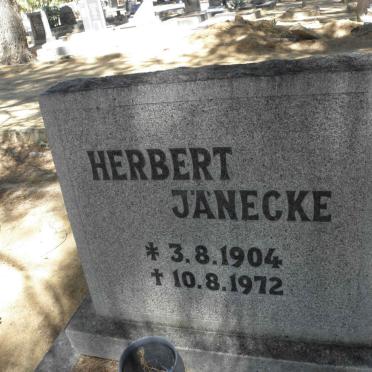 HERBERT
JÄNECKE
* 3.8.1904
† 10.8.1972